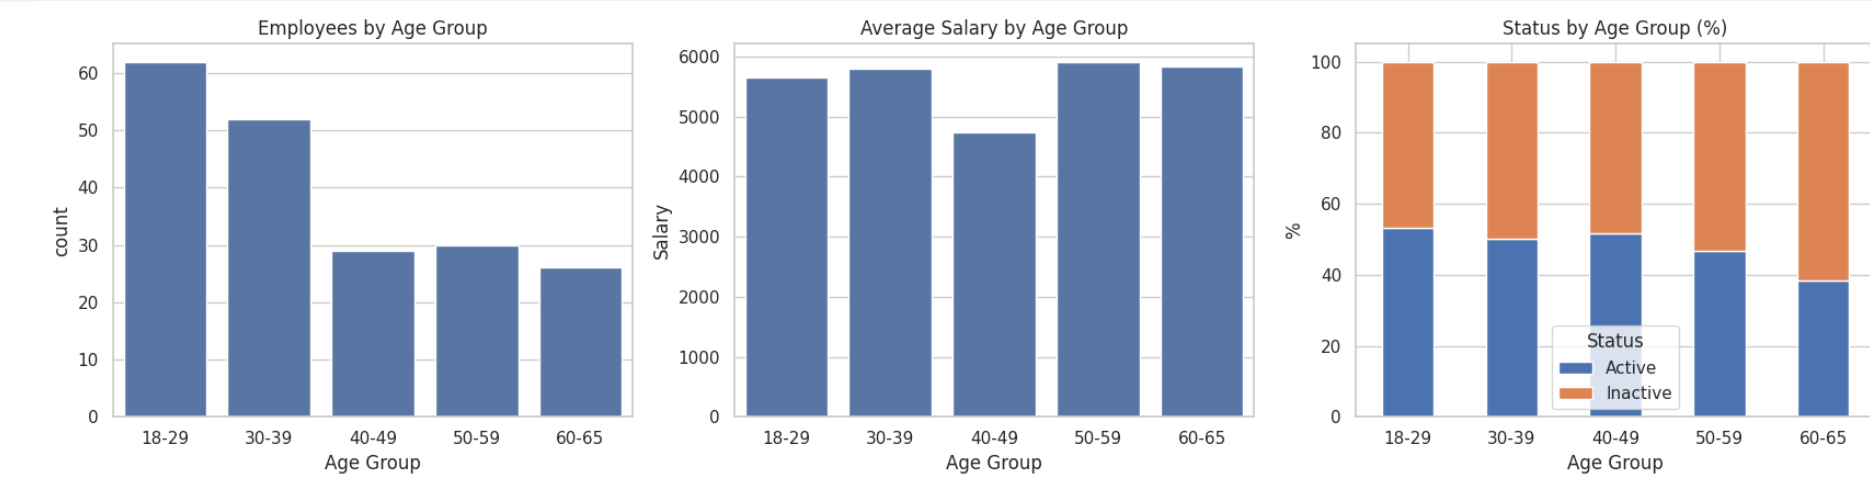 Employees by Age Group
count
60
50
40
30
20
10
0
18-29 30-39 40-49 50-59 60-65
Age Group
Average Salary by Age Group
Salary
6000
5000
4000
3000
2000
1000
0
18-29 30-39 40-49 50-59 60-65
Age Group
Status by Age Group (%)
%
100
80
60
40
20
0
Status
Active
Inactive
18-29 30-39 40-49 50-59 60-65
Age Group